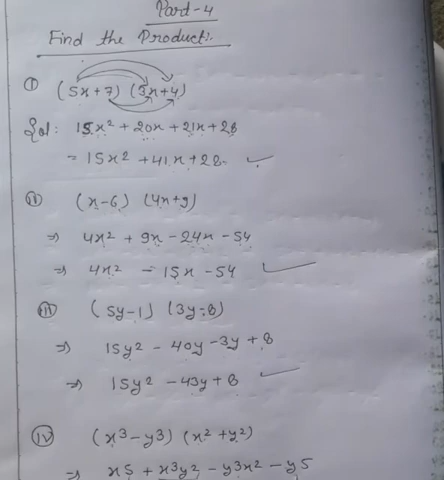 Part-4
Find the Product:
(i) (5x+7) (3x+4)
Sol: 15x² + 20x + 21x + 28
= 15x² + 41x + 28
(ii) (x-6) (4x+9)
⇒ 4x² + 9x - 24x - 54
⇒ 4x² = 15x - 54
(iii) (5y-1) (3y-8)
⇒ 15y² - 40y - 3y + 8
⇒ 15y² - 43y + 8
(iv) (x³-y³) (x²+y²)
⇒ x5 + x³y² - y³x² - y5